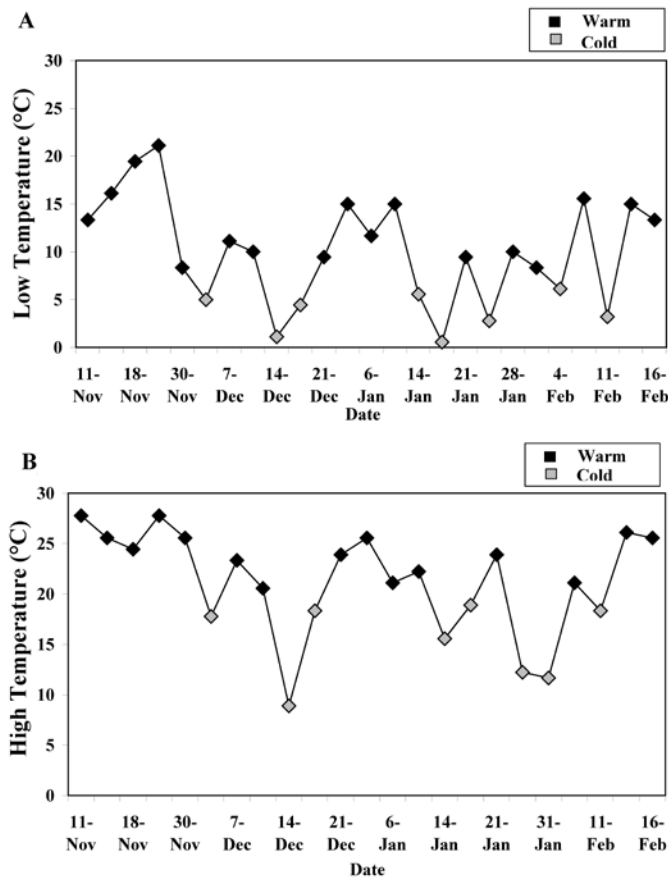 A
Warm
Cold
30
25
20
15
10
5
0
Low Temperature (°C)
11- 18- 30- 7- 14- 21- 6- 14- 21- 28- 4- 11- 16-
Nov Nov Nov Dec Dec Dec Jan Jan Jan Jan Feb Feb Feb
Date
B
Warm
Cold
30
25
20
15
10
5
0
High Temperature (°C)
11- 18- 30- 7- 14- 21- 6- 14- 21- 31- 11- 16-
Nov Nov Nov Dec Dec Dec Jan Jan Jan Jan Feb Feb
Date